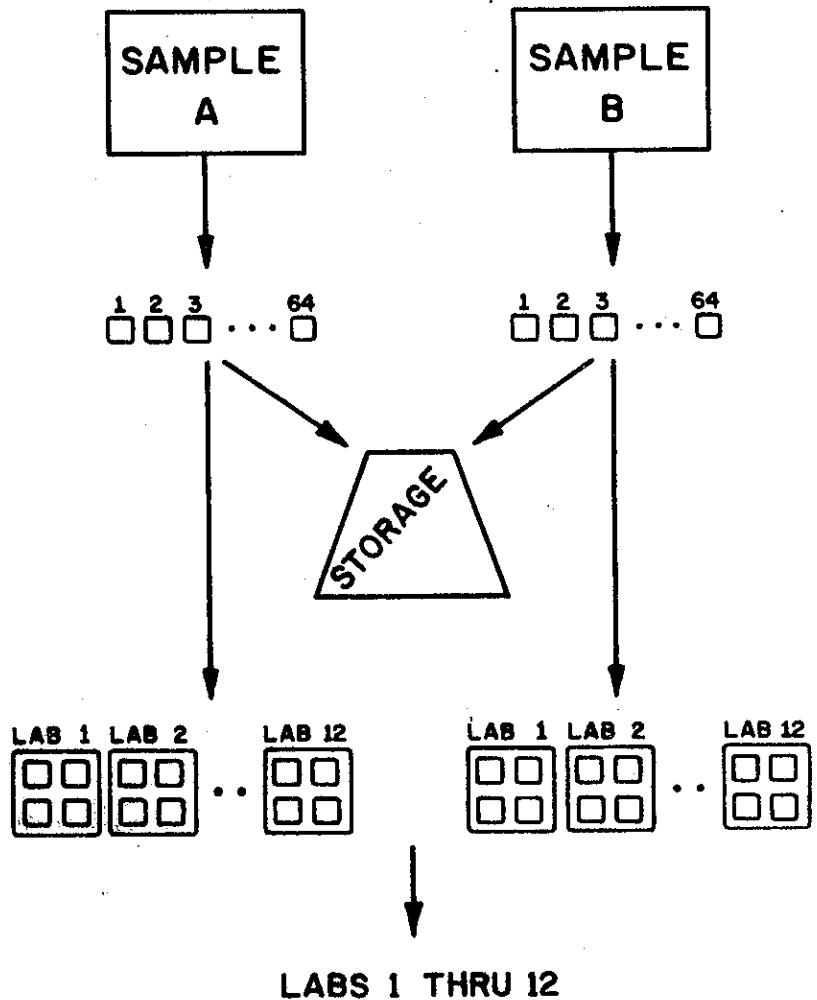 SAMPLE
A
SAMPLE
B
1 2 3 64
1 2 3 64
STORAGE
LAB 1 LAB 2 LAB 12
LAB 1 LAB 2 LAB 12
LABS 1 THRU 12